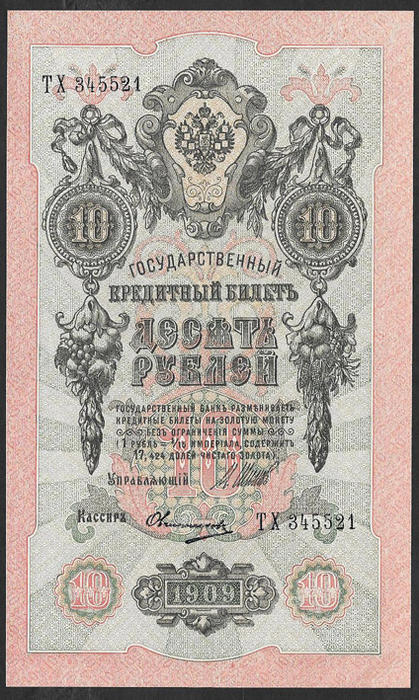 ТХ 345521
10 10
ГОСУДАРСТВЕННЫЙ
КРЕДИТНЫЙ БИЛЕТЪ
ДЕСЯТЬ
РУБЛЕЙ
ГОСУДАРСТВЕННЫЙ БАНКЪ РАЗМѢНИВАЕТЪ
КРЕДИТНЫЕ БИЛЕТЫ НА ЗОЛОТУЮ МОНЕТУ
БЕЗЪ ОГРАНИЧЕНІЯ СУММЫ
(1 РУБЛЬ = 1/15 ИМПЕРІАЛА, СОДЕРЖИТЪ
17,424 ДОЛЕЙ ЧИСТАГО ЗОЛОТА).
УПРАВЛЯЮЩІЙ
10
Кассиръ
ТХ 345521
10 1909 10